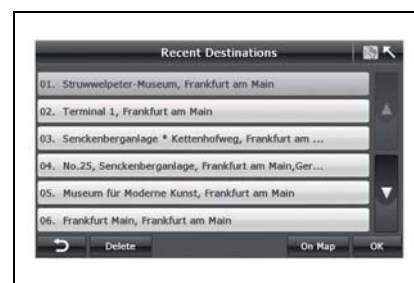 Recent Destinations
01. Struwwelpeter-Museum, Frankfurt am Main
02. Terminal 1, Frankfurt am Main
03. Senckenberganlage * Kettenhofweg, Frankfurt am ...
04. No.25, Senckenberganlage, Frankfurt am Main,Ger...
05. Museum für Moderne Kunst, Frankfurt am Main
06. Frankfurt Main, Frankfurt am Main
Delete On Map OK